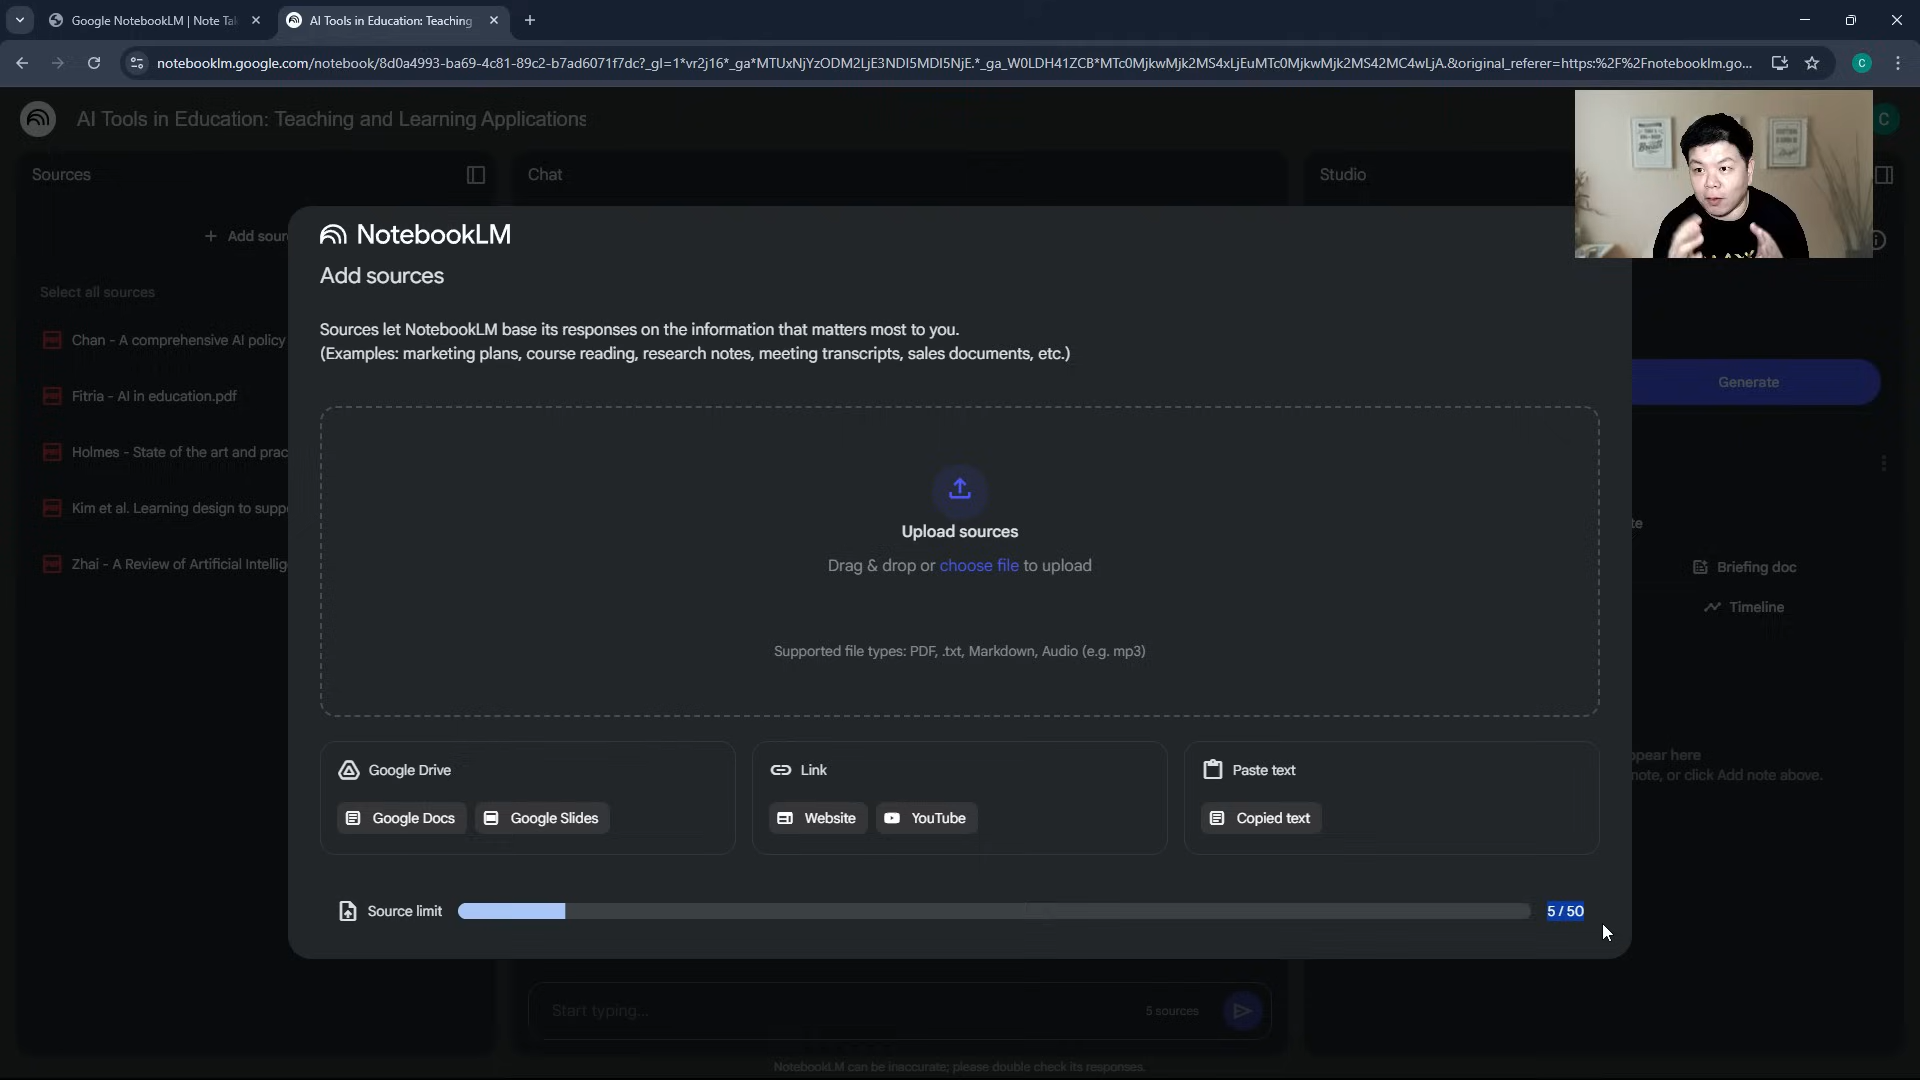 Google NotebookLM | Note Ta
AI Tools in Education: Teaching
notebooklm.google.com/notebook/8d0a4993-ba69-4c81-89c2-b7ad6071f7dc?_gl=1*vr2j16*_ga*MTUxNjYzODM2LjE3NDI5MDI5NjE.*_ga_W0LDH41ZCB*MTc0MjkwMjk2MS4xLjEuMTc0MjkwMjk2MS42MC4wLjA.&original_referer=https:%2F%2Fnotebooklm.go...
C
AI Tools in Education: Teaching and Learning Applications
C
Sources
Chat
Studio
+ Add sour
Select all sources
Chan - A comprehensive AI policy
Fitria - AI in education.pdf
Holmes - State of the art and prac
Kim et al. Learning design to supp
Zhai - A Review of Artificial Intellig
NotebookLM
Add sources
Sources let NotebookLM base its responses on the information that matters most to you.
(Examples: marketing plans, course reading, research notes, meeting transcripts, sales documents, etc.)
Upload sources
Drag & drop or choose file to upload
Supported file types: PDF, .txt, Markdown, Audio (e.g. mp3)
Google Drive
Google Docs
Google Slides
Link
Website
YouTube
Paste text
Copied text
Source limit
5 / 50
Generate
te
Briefing doc
Timeline
ppear here
note, or click Add note above.
Start typing...
5 sources
NotebookLM can be inaccurate; please double check its responses.